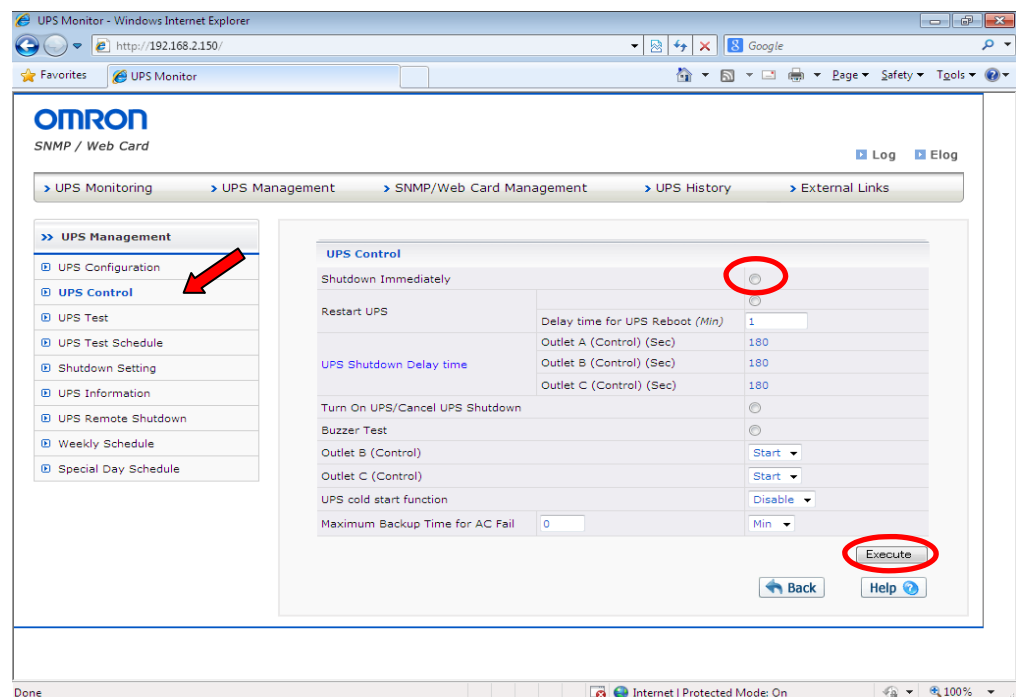 UPS Monitor - Windows Internet Explorer
http://192.168.2.150/
Google
Favorites
UPS Monitor
Page
Safety
Tools
OMRON
SNMP / Web Card
Log
Elog
UPS Monitoring
UPS Management
SNMP/Web Card Management
UPS History
External Links
UPS Management
UPS Configuration
UPS Control
UPS Test
UPS Test Schedule
Shutdown Setting
UPS Information
UPS Remote Shutdown
Weekly Schedule
Special Day Schedule
UPS Control
Shutdown Immediately
Restart UPS
Delay time for UPS Reboot (Min) 1
UPS Shutdown Delay time
Outlet A (Control) (Sec) 180
Outlet B (Control) (Sec) 180
Outlet C (Control) (Sec) 180
Turn On UPS/Cancel UPS Shutdown
Buzzer Test
Outlet B (Control) Start
Outlet C (Control) Start
UPS cold start function Disable
Maximum Backup Time for AC Fail 0 Min
Execute
Back
Help
Done
Internet | Protected Mode: On
100%